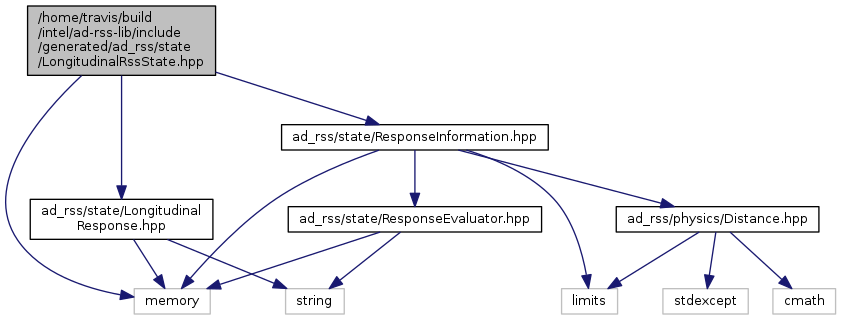 /home/travis/build
/intel/ad-rss-lib/include
/generated/ad_rss/state
/LongitudinalRssState.hpp
ad_rss/state/ResponseInformation.hpp
ad_rss/state/Longitudinal
Response.hpp
ad_rss/state/ResponseEvaluator.hpp
ad_rss/physics/Distance.hpp
memory
string
limits
stdexcept
cmath